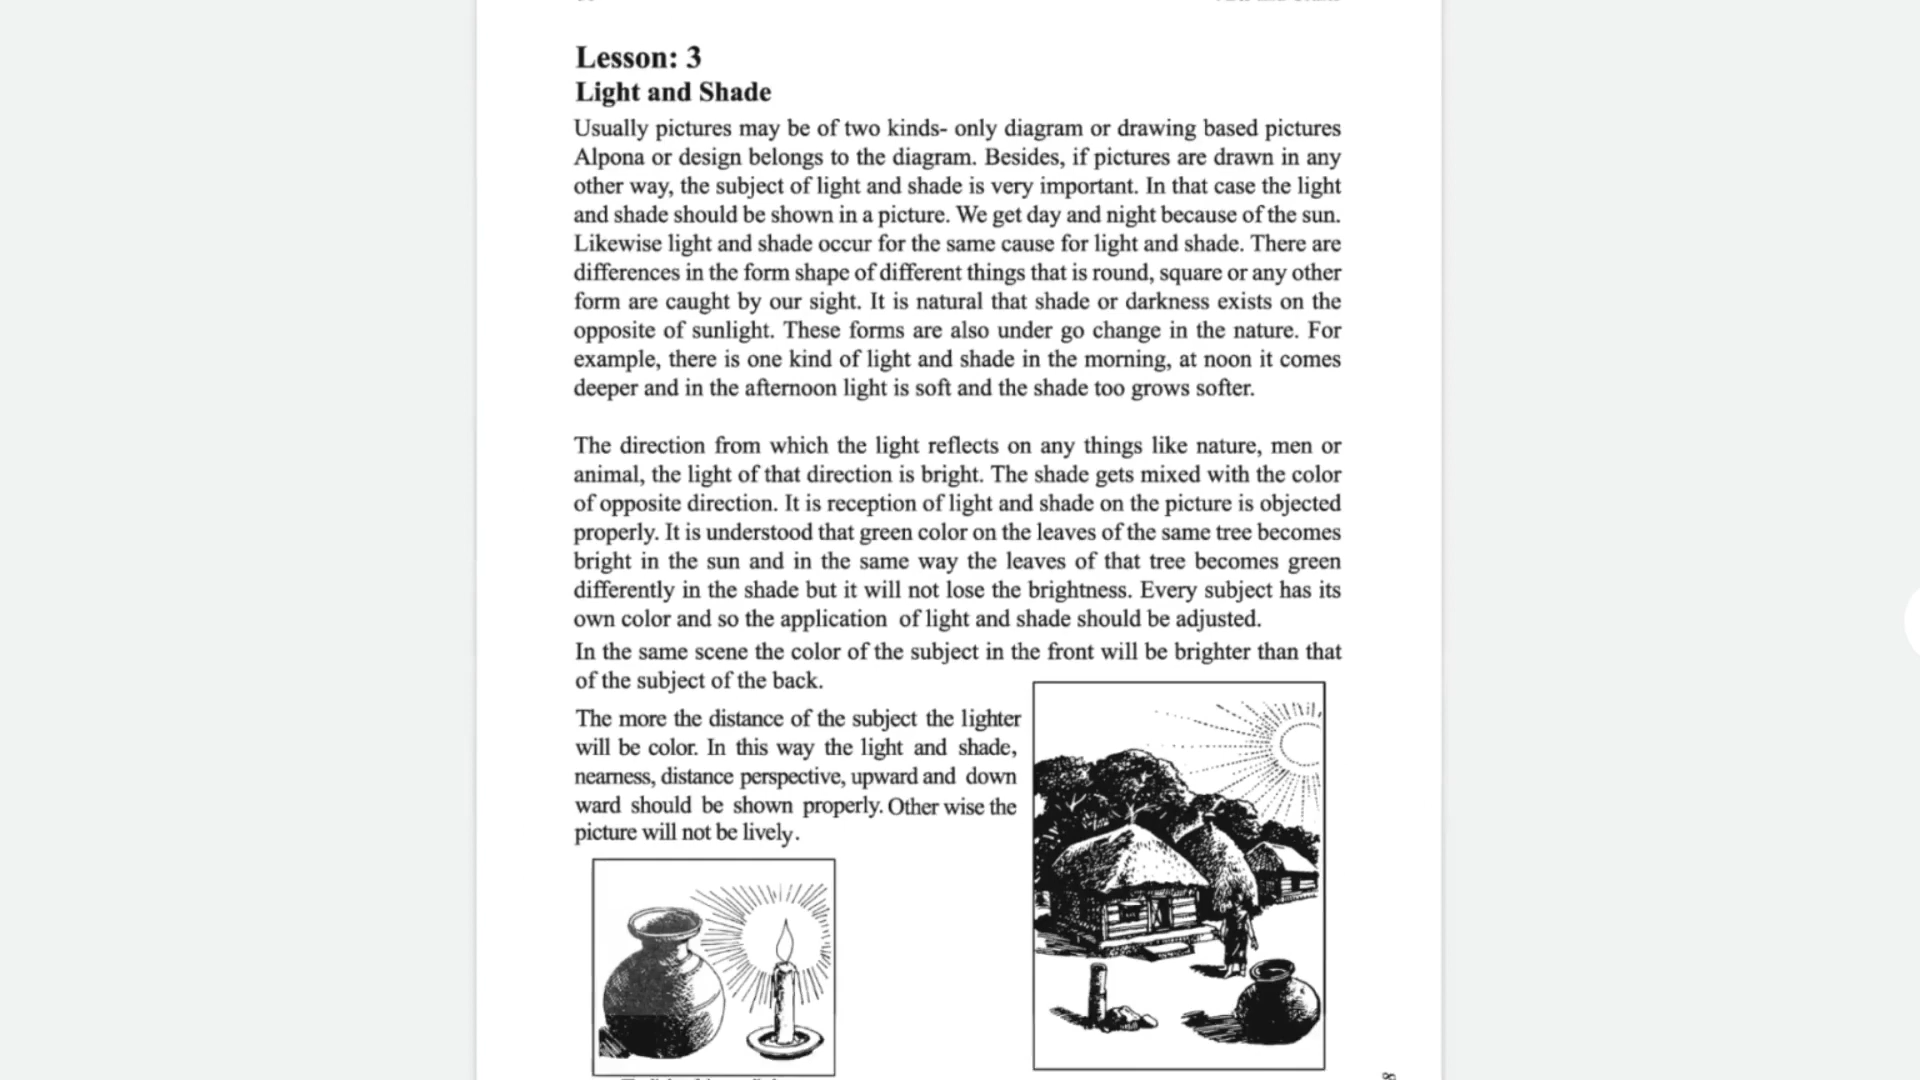 Lesson: 3
Light and Shade
Usually pictures may be of two kinds- only diagram or drawing based pictures
Alpona or design belongs to the diagram. Besides, if pictures are drawn in any
other way, the subject of light and shade is very important. In that case the light
and shade should be shown in a picture. We get day and night because of the sun.
Likewise light and shade occur for the same cause for light and shade. There are
differences in the form shape of different things that is round, square or any other
form are caught by our sight. It is natural that shade or darkness exists on the
opposite of sunlight. These forms are also under go change in the nature. For
example, there is one kind of light and shade in the morning, at noon it comes
deeper and in the afternoon light is soft and the shade too grows softer.
The direction from which the light reflects on any things like nature, men or
animal, the light of that direction is bright. The shade gets mixed with the color
of opposite direction. It is reception of light and shade on the picture is objected
properly. It is understood that green color on the leaves of the same tree becomes
bright in the sun and in the same way the leaves of that tree becomes green
differently in the shade but it will not lose the brightness. Every subject has its
own color and so the application of light and shade should be adjusted.
In the same scene the color of the subject in the front will be brighter than that
of the subject of the back.
The more the distance of the subject the lighter
will be color. In this way the light and shade,
nearness, distance perspective, upward and down
ward should be shown properly. Other wise the
picture will not be lively.